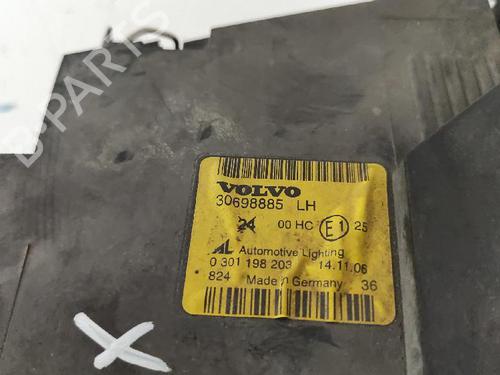 B-PARTS
VOLVO
30698885 LH
24 00 HC E1 25
AL Automotive Lighting
0 301 198 203 14.11.06
824 Made in Germany 36